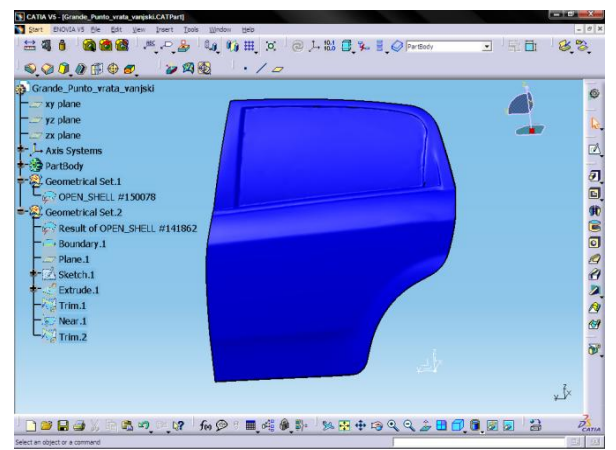 CATIA V5 - [Grande_Punto_vrata_vanjski.CATPart]
Start ENOVIA V5 File Edit View Insert Tools Window Help
PartBody
Grande_Punto_vrata_vanjski
xy plane
yz plane
zx plane
Axis Systems
PartBody
Geometrical Set.1
OPEN_SHELL #150078
Geometrical Set.2
Result of OPEN_SHELL #141862
Boundary.1
Plane.1
Sketch.1
Extrude.1
Trim.1
Near.1
Trim.2
CATIA
Select an object or a command